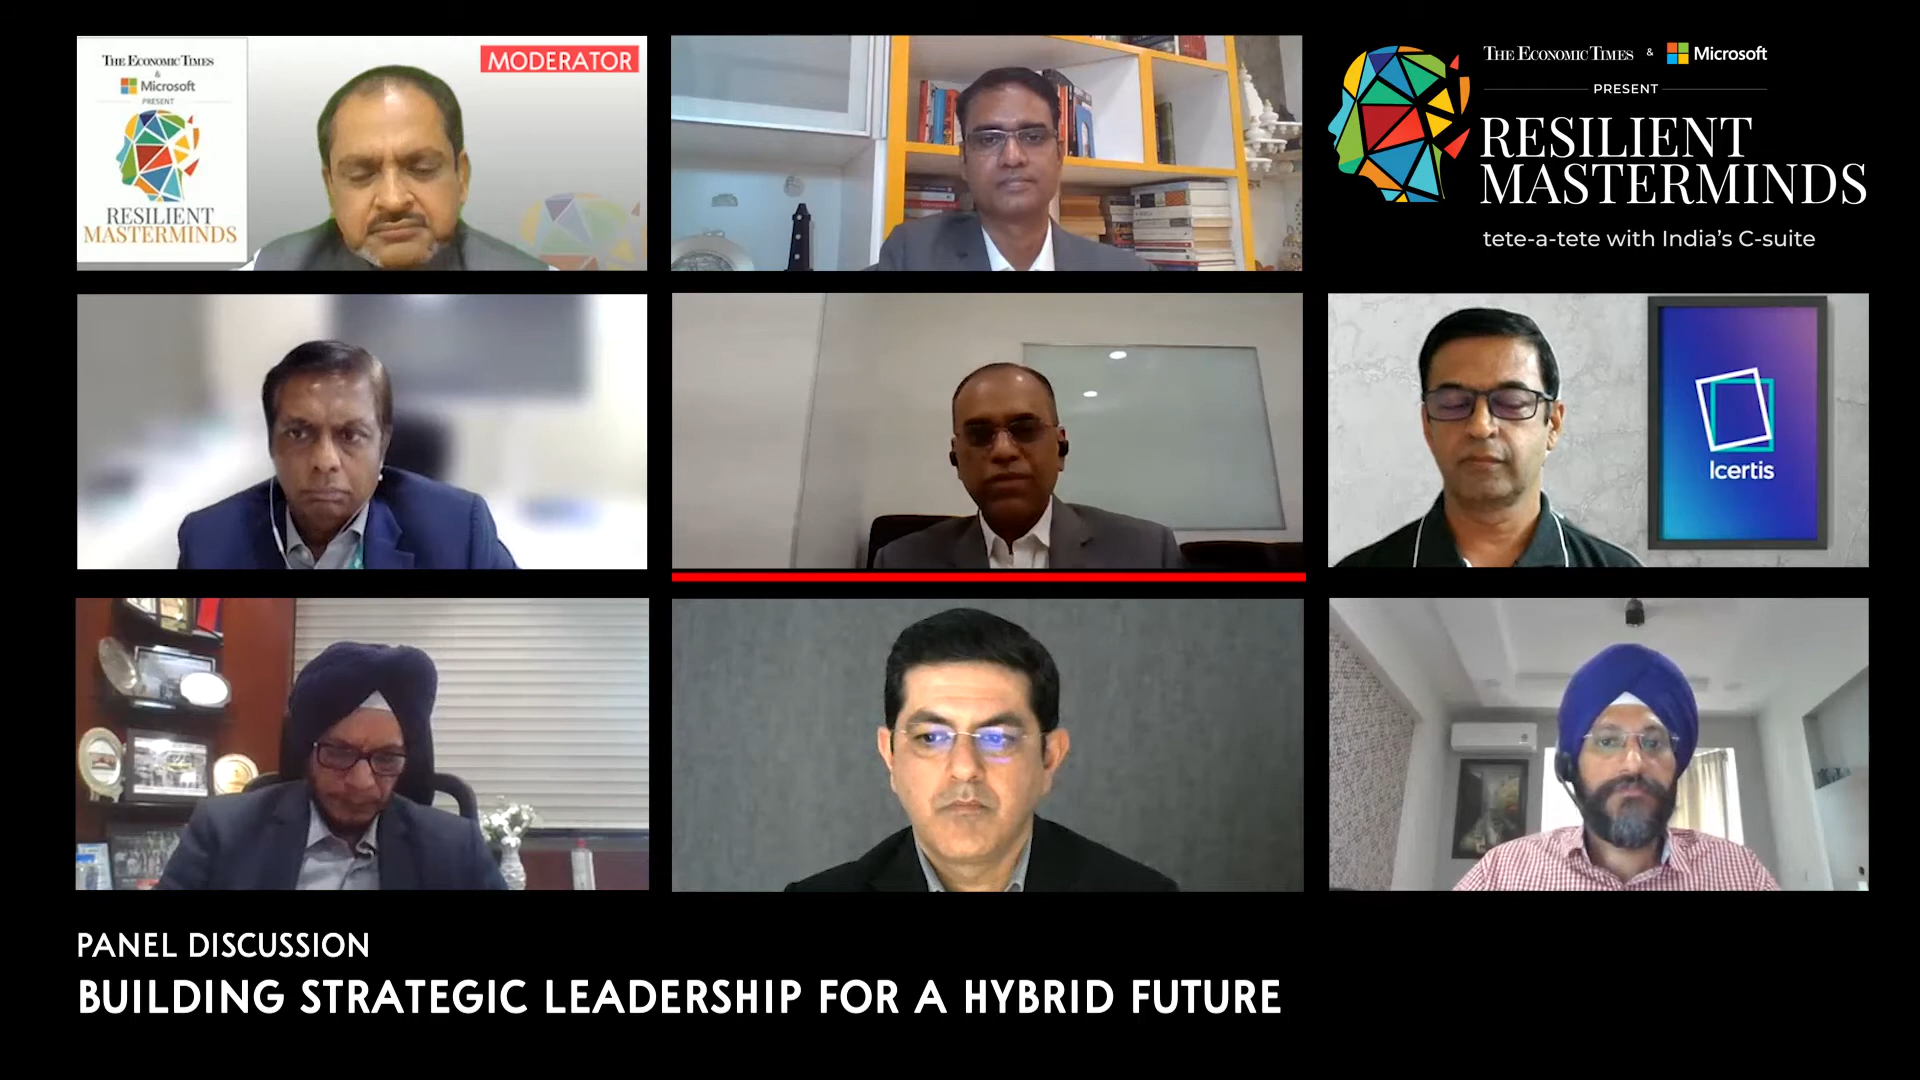 THE ECONOMIC TIMES
&
Microsoft
PRESENT
RESILIENT
MASTERMINDS
MODERATOR
THE ECONOMIC TIMES & Microsoft
PRESENT
RESILIENT
MASTERMINDS
tete-a-tete with India's C-suite
Icertis
PANEL DISCUSSION
BUILDING STRATEGIC LEADERSHIP FOR A HYBRID FUTURE